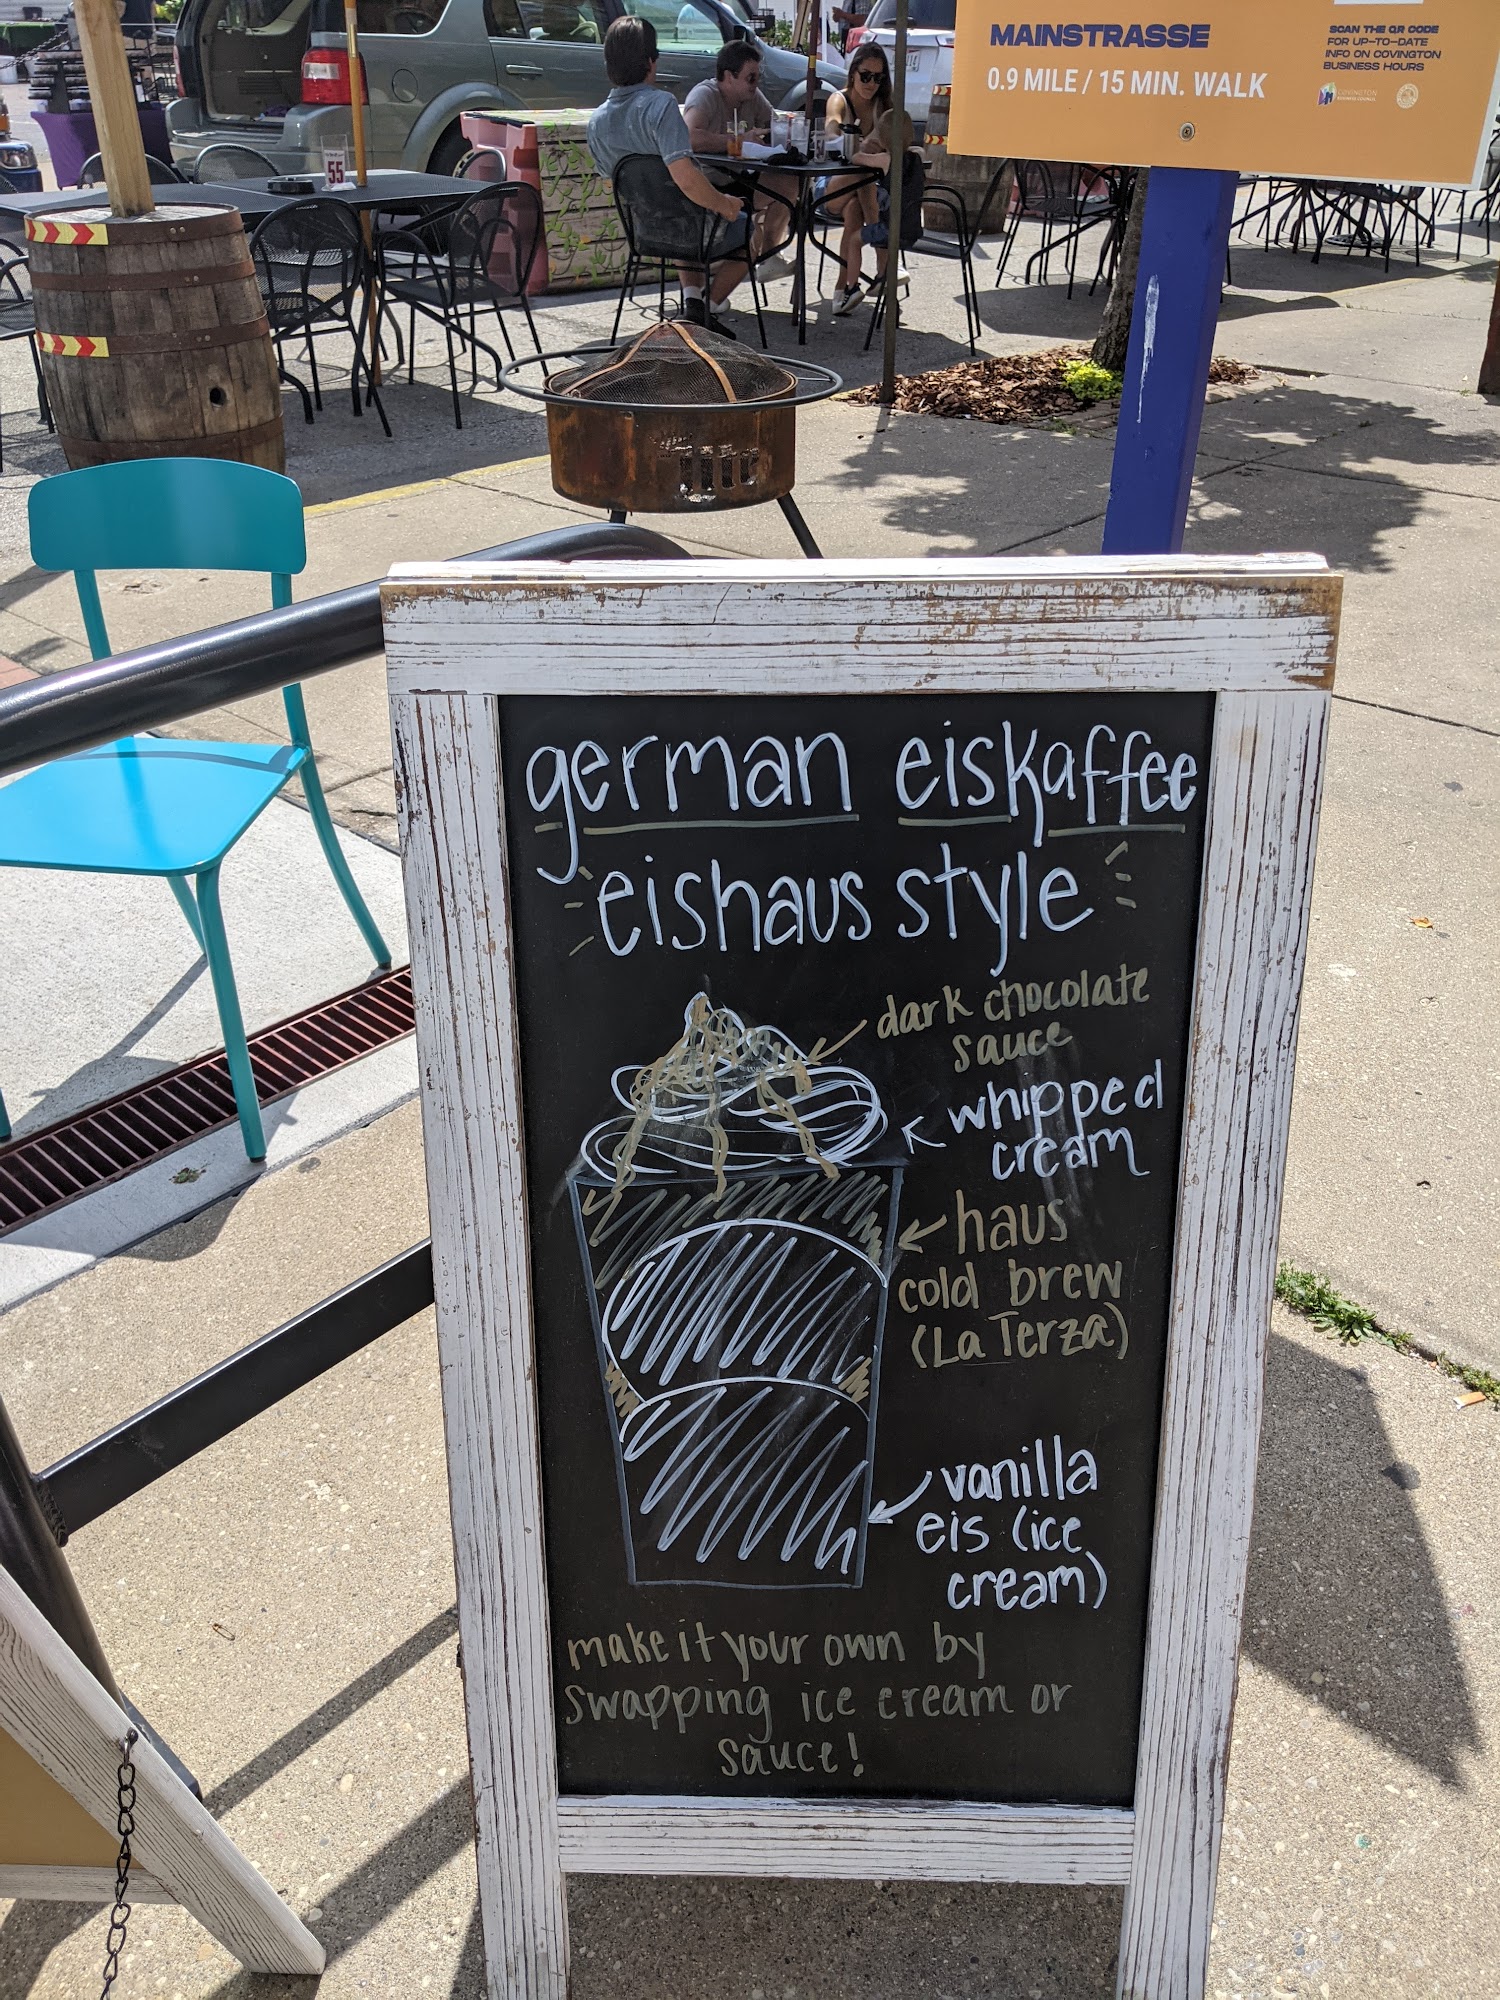 MAINSTRASSE
0.9 MILE / 15 MIN. WALK
SCAN THE QR CODE
FOR UP-TO-DATE
INFO ON COVINGTON
BUSINESS HOURS
COVINGTON
55
german eiskaffee
eishaus style
dark chocolate
sauce
whipped
cream
haus
cold brew
(La Terza)
vanilla
eis (ice
cream)
make it your own by
swapping ice cream or
sauce!